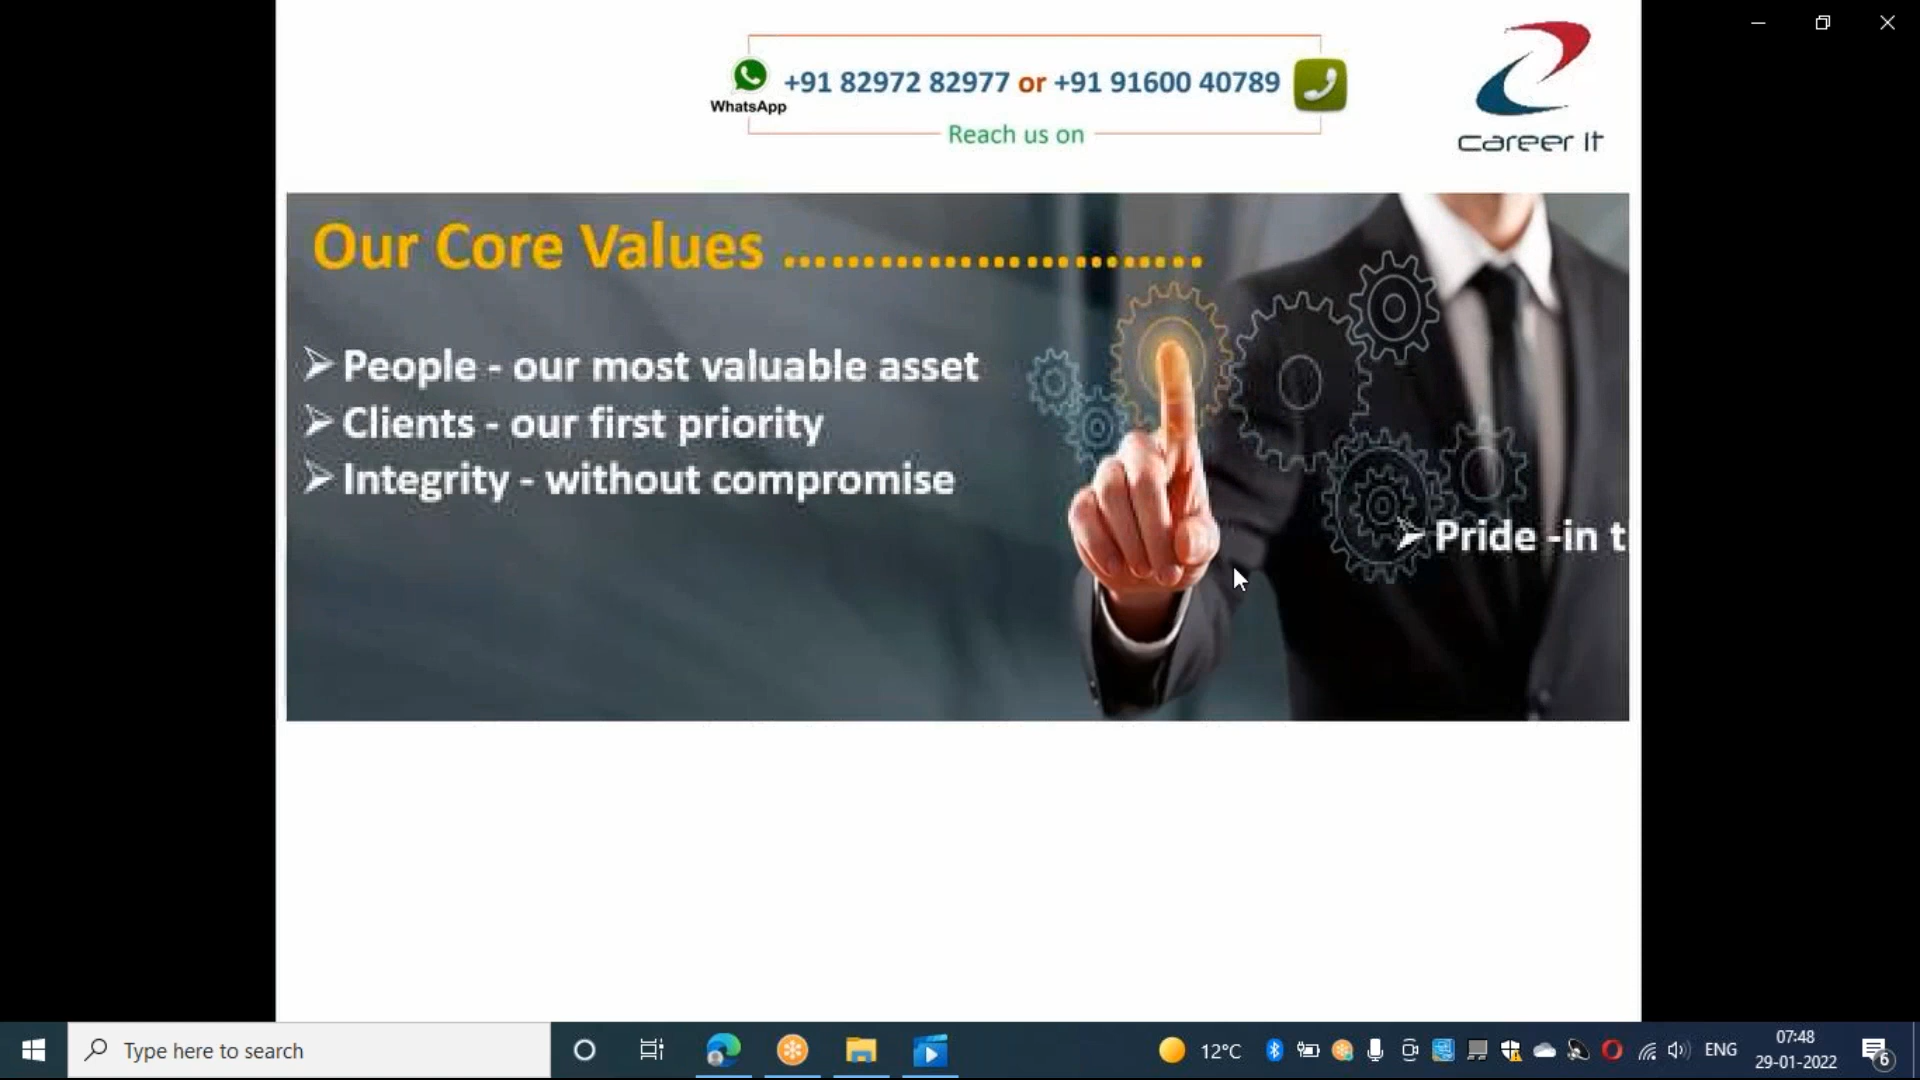 +91 82972 82977 or +91 91600 40789
WhatsApp
Reach us on
career It
Our Core Values ..............................
People - our most valuable asset
Clients - our first priority
Integrity - without compromise
Pride -in t
Type here to search
12°C
ENG
07:48
29-01-2022
6